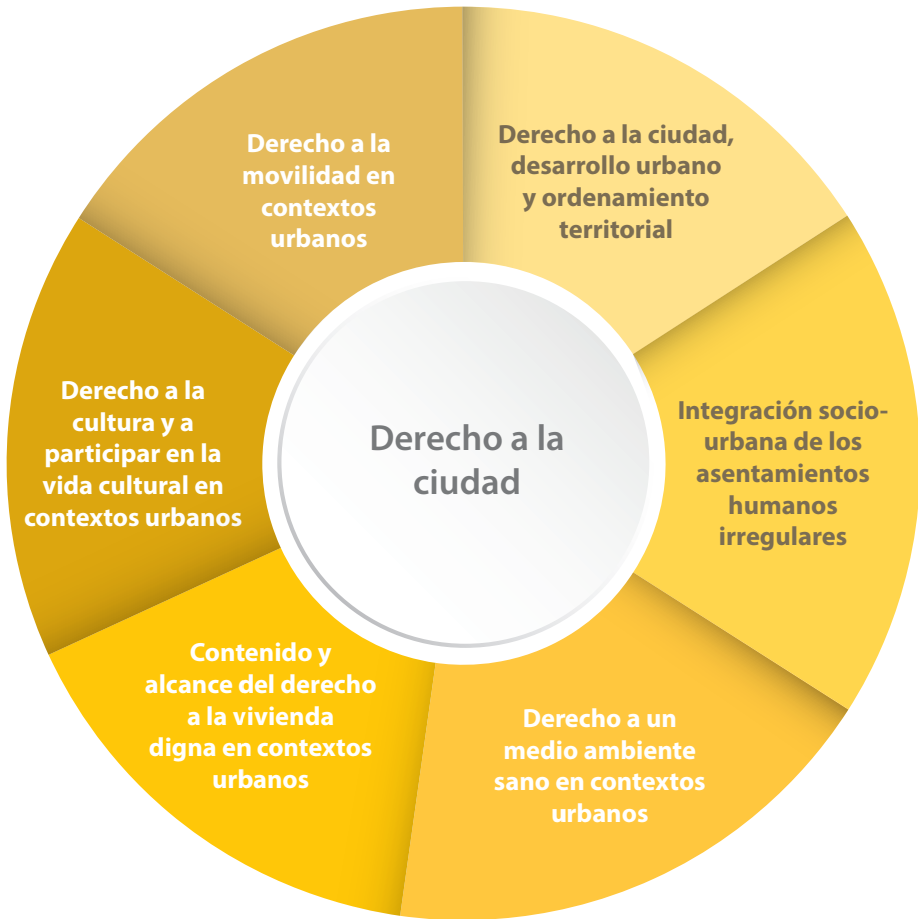 Derecho a la
ciudad
Derecho a la ciudad,
desarrollo urbano
y ordenamiento
territorial
Integración socio-
urbana de los
asentamientos
humanos
irregulares
Derecho a un
medio ambiente
sano en contextos
urbanos
Contenido y
alcance del derecho
a la vivienda
digna en contextos
urbanos
Derecho a la
cultura y a
participar en la
vida cultural en
contextos urbanos
Derecho a la
movilidad en
contextos
urbanos